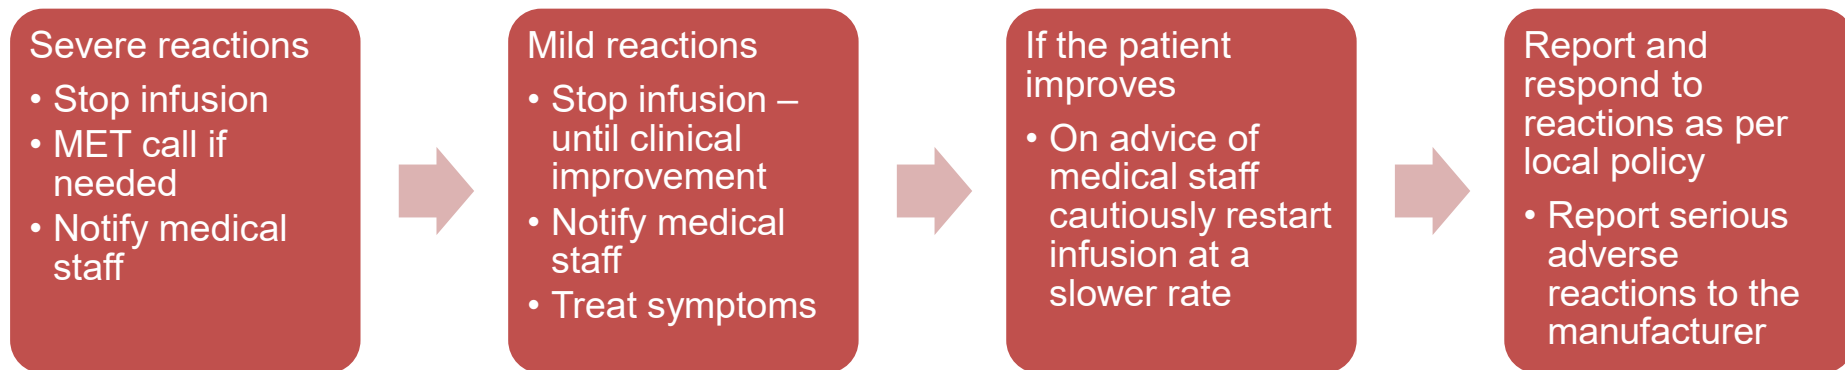 Severe reactions
• Stop infusion
• MET call if
needed
• Notify medical
staff
Mild reactions
• Stop infusion –
until clinical
improvement
• Notify medical
staff
• Treat symptoms
If the patient
improves
• On advice of
medical staff
cautiously restart
infusion at a
slower rate
Report and
respond to
reactions as per
local policy
• Report serious
adverse
reactions to the
manufacturer